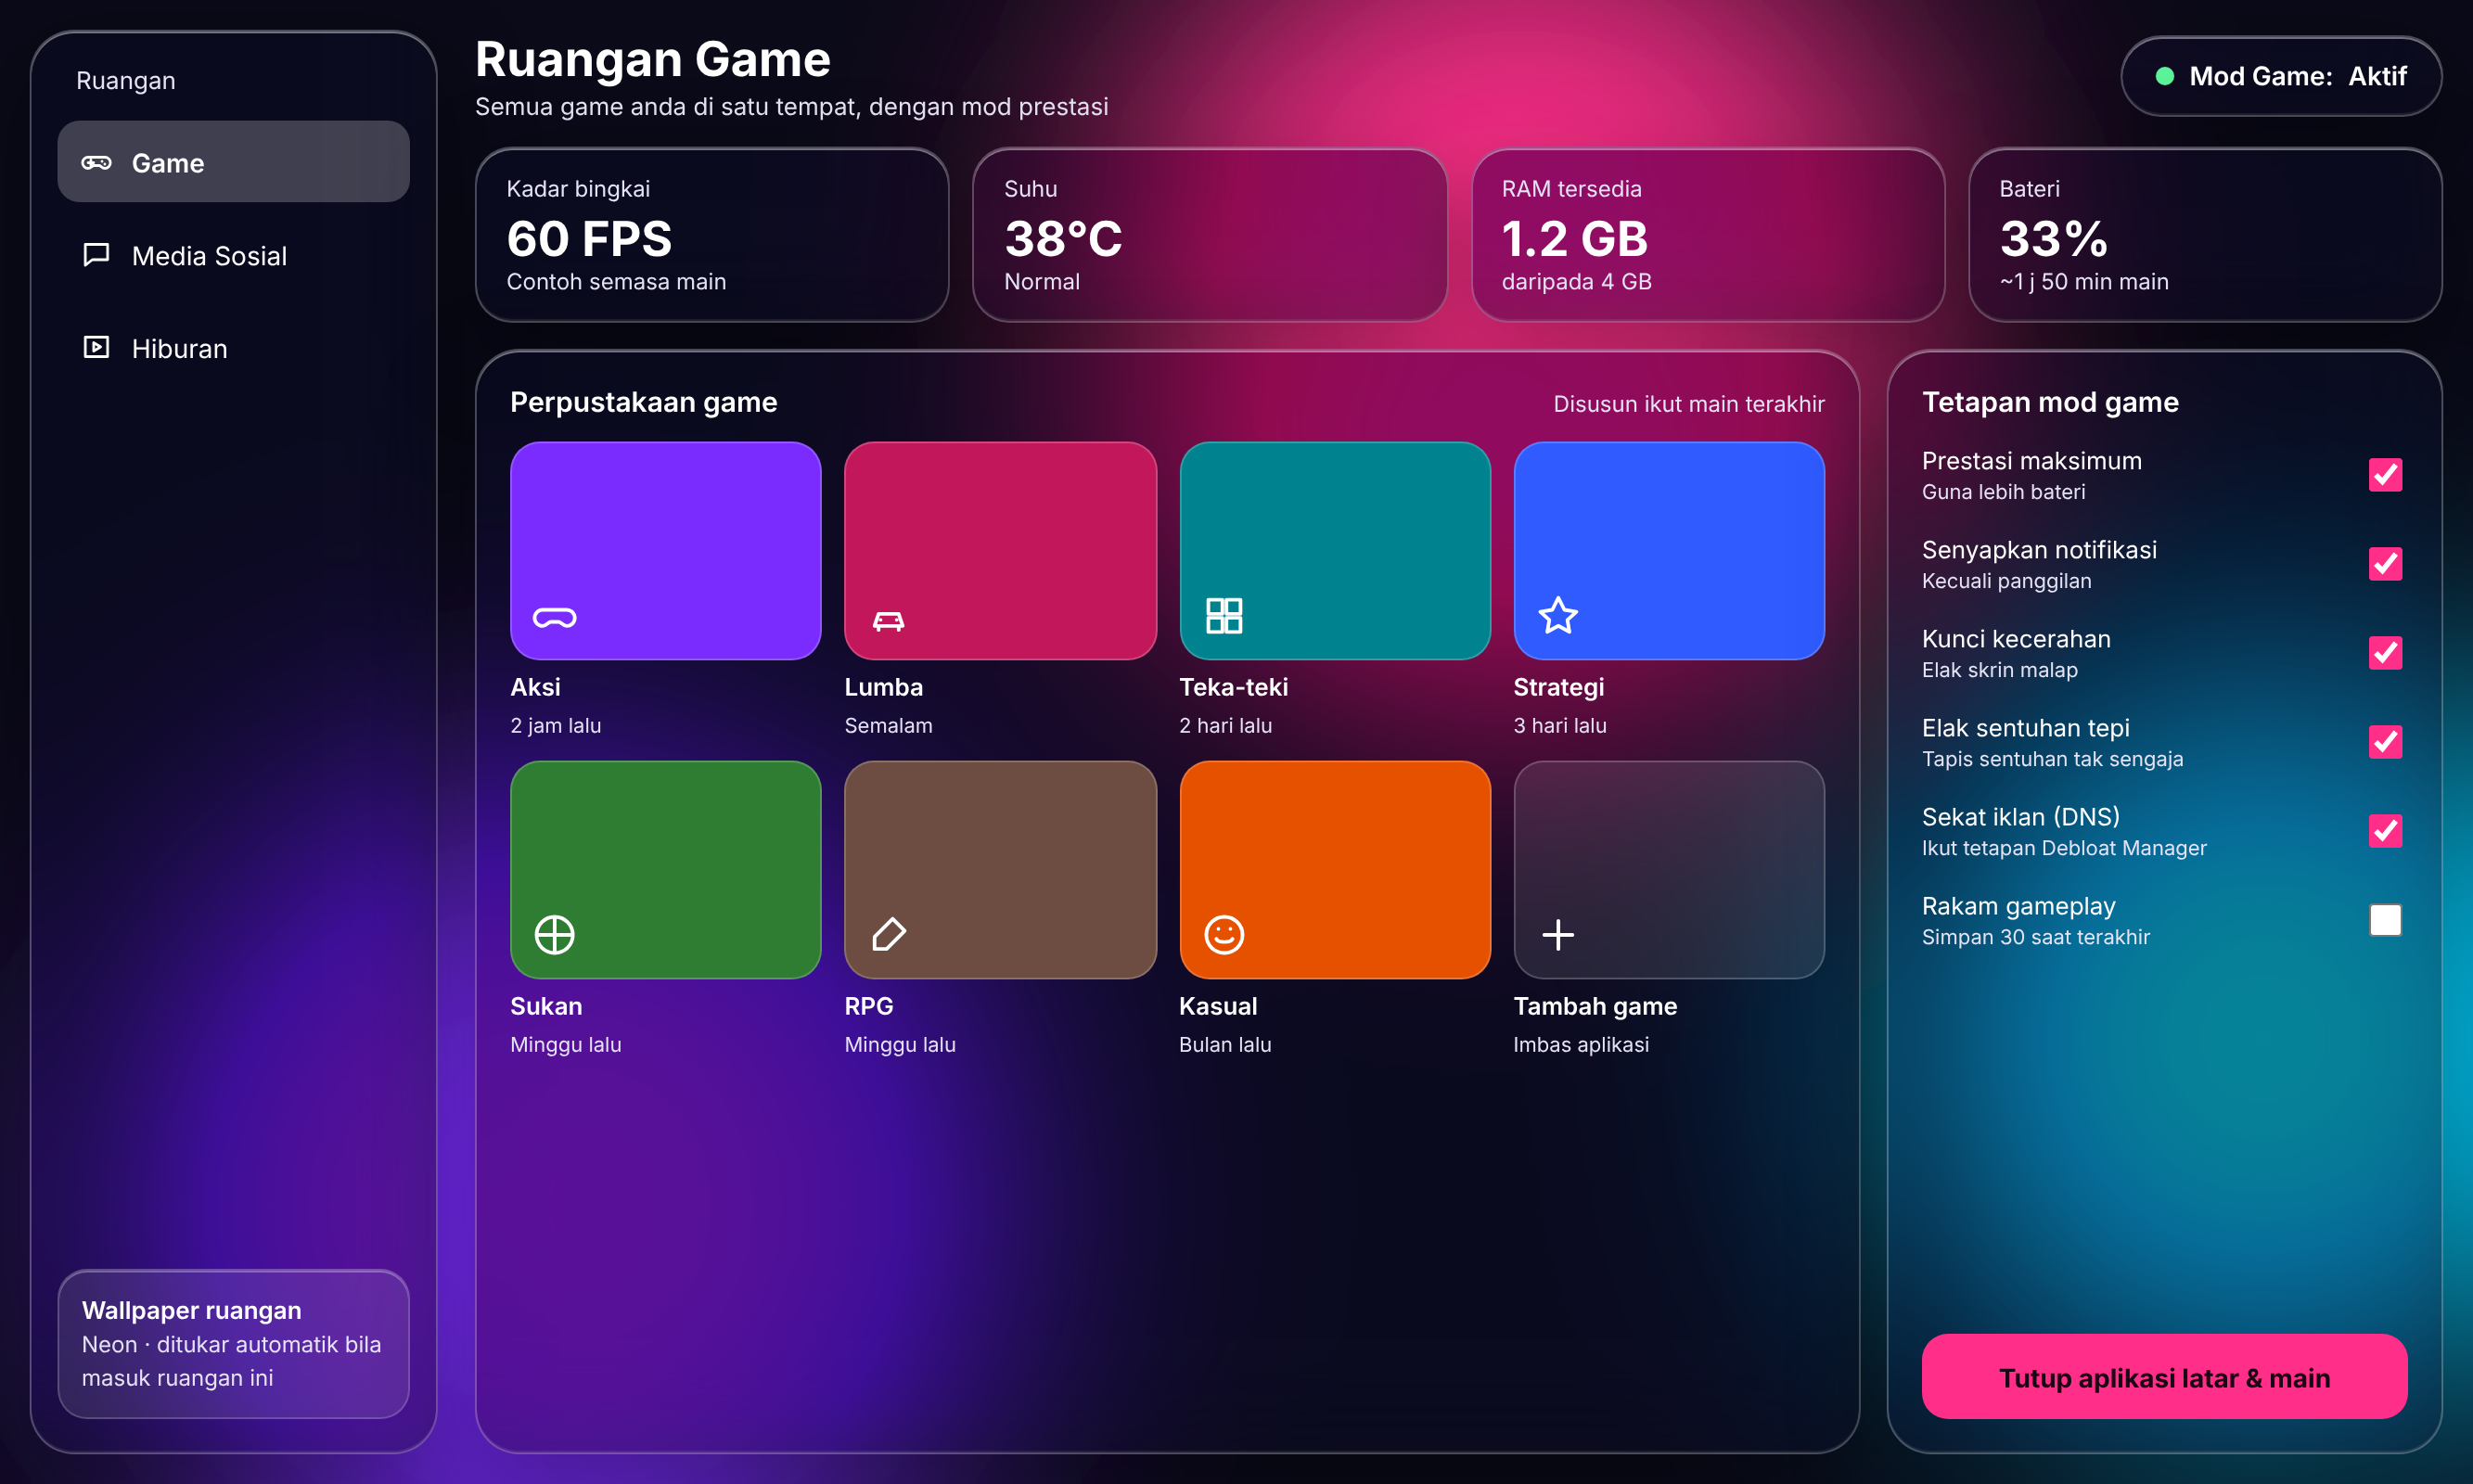 Ruangan
Game
Media Sosial
Hiburan
Wallpaper ruangan
Neon · ditukar automatik bila
masuk ruangan ini
Ruangan Game
Semua game anda di satu tempat, dengan mod prestasi
Mod Game: Aktif
Kadar bingkai
60 FPS
Contoh semasa main
Suhu
38°C
Normal
RAM tersedia
1.2 GB
daripada 4 GB
Bateri
33%
~1 j 50 min main
Perpustakaan game
Disusun ikut main terakhir
Aksi
2 jam lalu
Lumba
Semalam
Teka-teki
2 hari lalu
Strategi
3 hari lalu
Sukan
Minggu lalu
RPG
Minggu lalu
Kasual
Bulan lalu
Tambah game
Imbas aplikasi
Tetapan mod game
Prestasi maksimum
Guna lebih bateri
Senyapkan notifikasi
Kecuali panggilan
Kunci kecerahan
Elak skrin malap
Elak sentuhan tepi
Tapis sentuhan tak sengaja
Sekat iklan (DNS)
Ikut tetapan Debloat Manager
Rakam gameplay
Simpan 30 saat terakhir
Tutup aplikasi latar & main